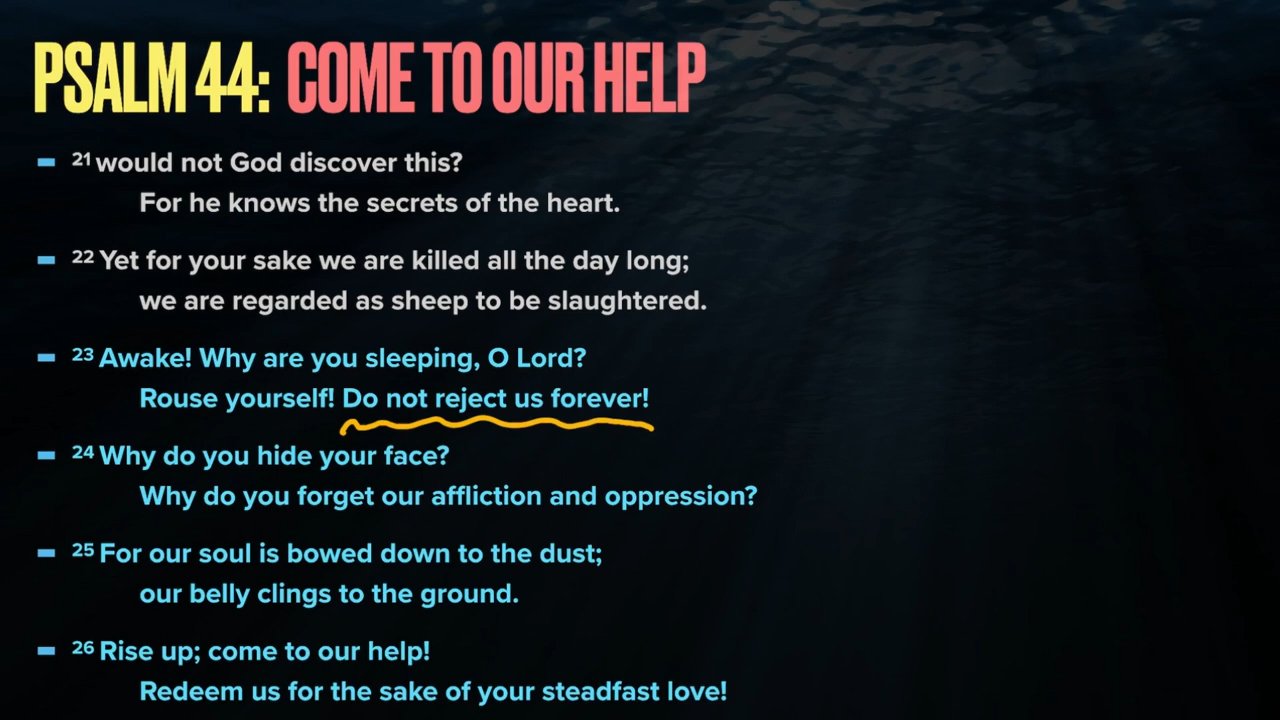 PSALM 44: COME TO OUR HELP
21 would not God discover this?
For he knows the secrets of the heart.
22 Yet for your sake we are killed all the day long;
we are regarded as sheep to be slaughtered.
23 Awake! Why are you sleeping, O Lord?
Rouse yourself! Do not reject us forever!
24 Why do you hide your face?
Why do you forget our affliction and oppression?
25 For our soul is bowed down to the dust;
our belly clings to the ground.
26 Rise up; come to our help!
Redeem us for the sake of your steadfast love!